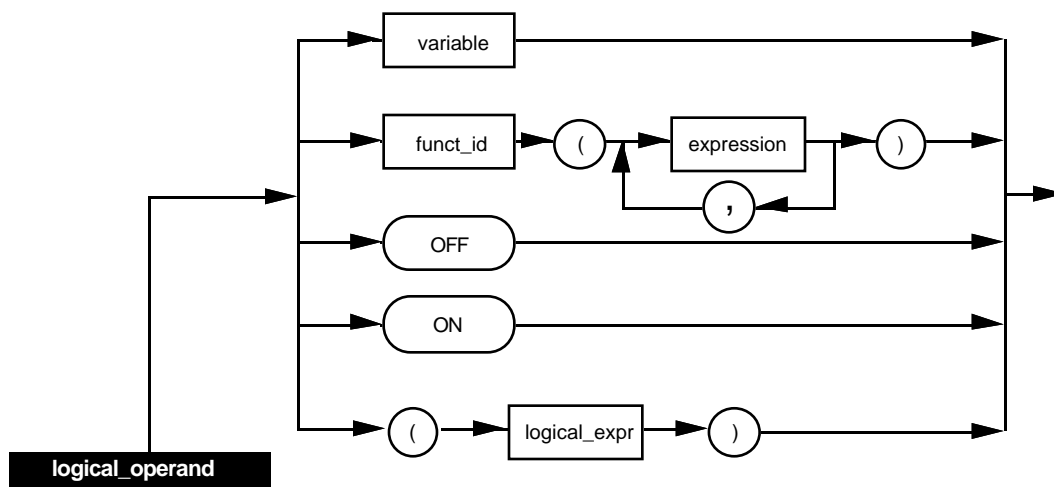 variable
funct_id ( expression )
,
OFF
ON
( logical_expr )
logical_operand